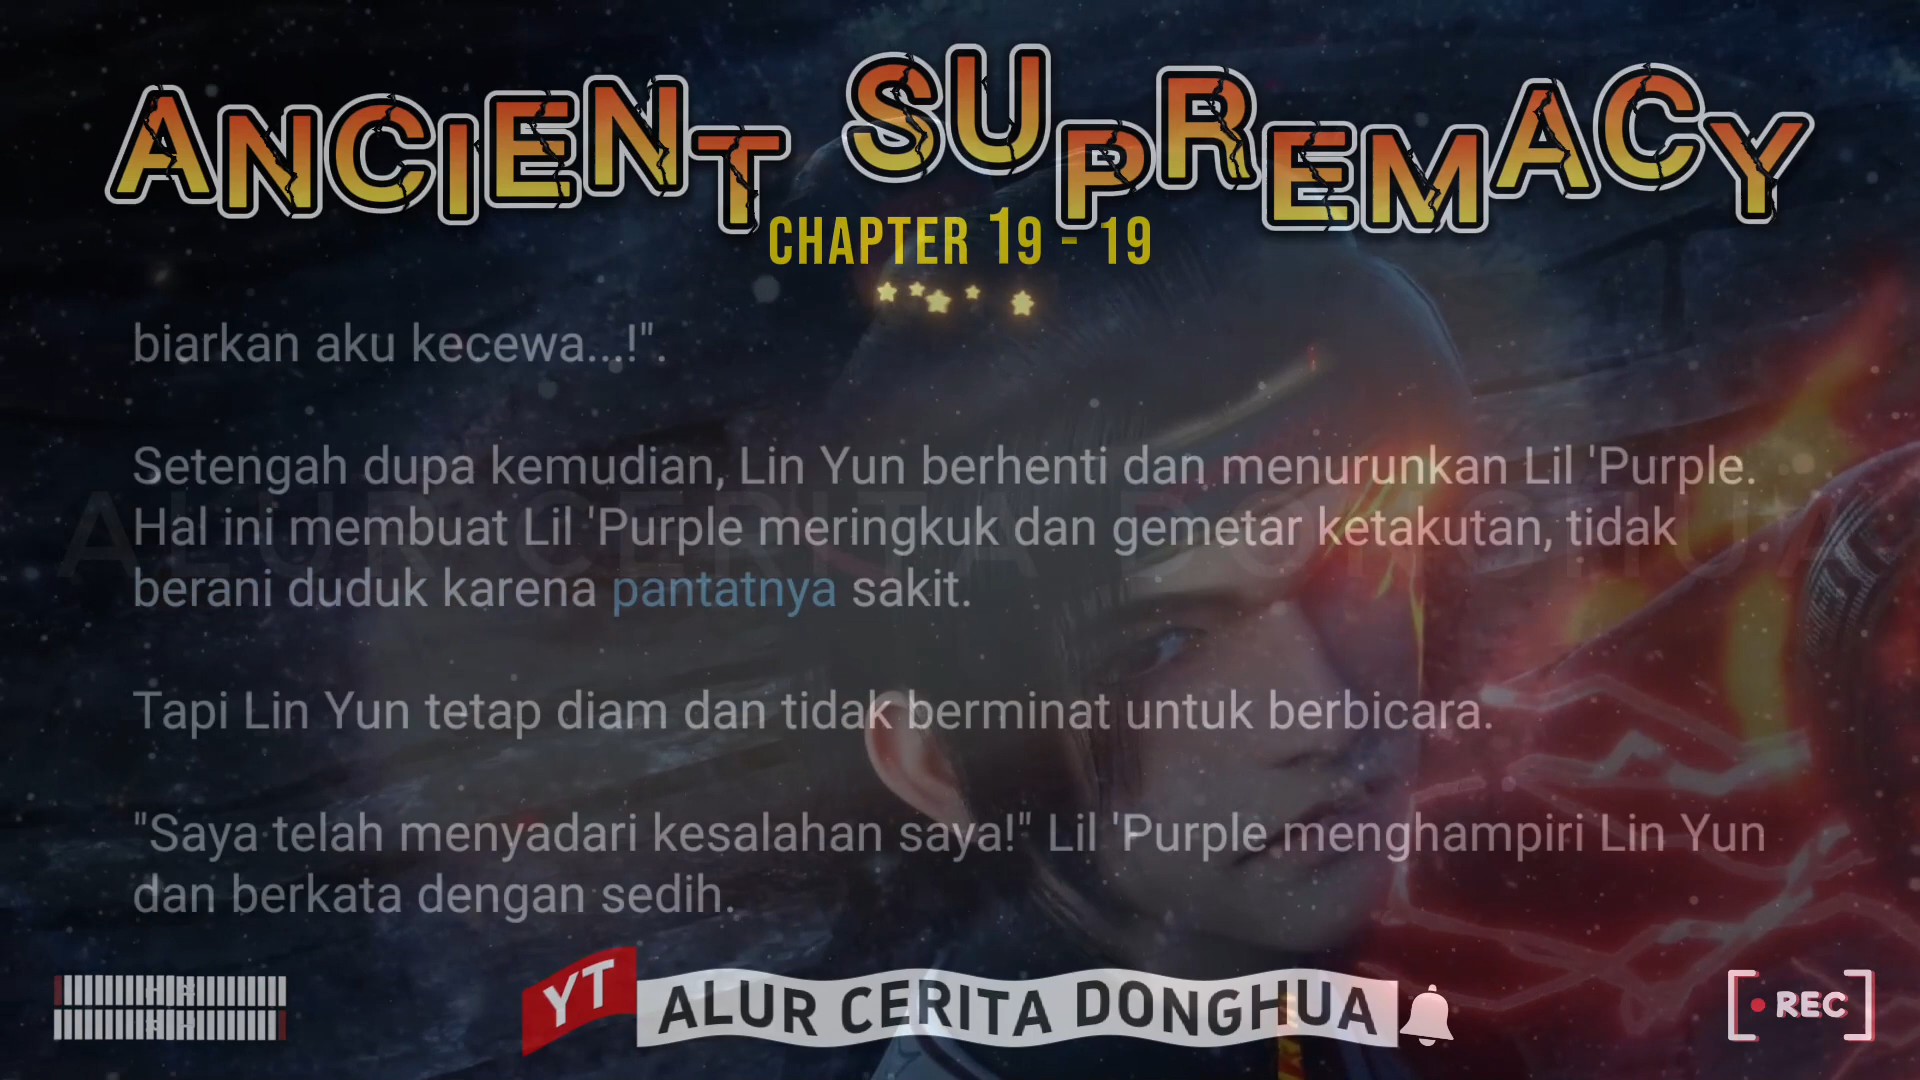 ANCIENT SUPREMACY
CHAPTER 19 - 19
biarkan aku kecewa...!".
Setengah dupa kemudian, Lin Yun berhenti dan menurunkan Lil 'Purple.
Hal ini membuat Lil 'Purple meringkuk dan gemetar ketakutan, tidak
berani duduk karena pantatnya sakit.
Tapi Lin Yun tetap diam dan tidak berminat untuk berbicara.
"Saya telah menyadari kesalahan saya!" Lil 'Purple menghampiri Lin Yun
dan berkata dengan sedih.
ALUR CERITA DONGHUA
YT ALUR CERITA DONGHUA
REC